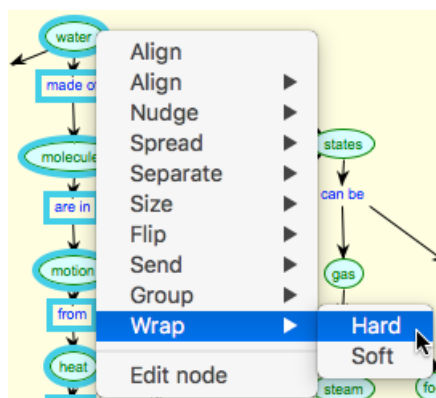 water
made of
molecule
are in
motion
from
heat
Align
Align
Nudge
Spread
Separate
Size
Flip
Send
Group
Wrap
Edit node
Hard
Soft
states
can be
gas
steam